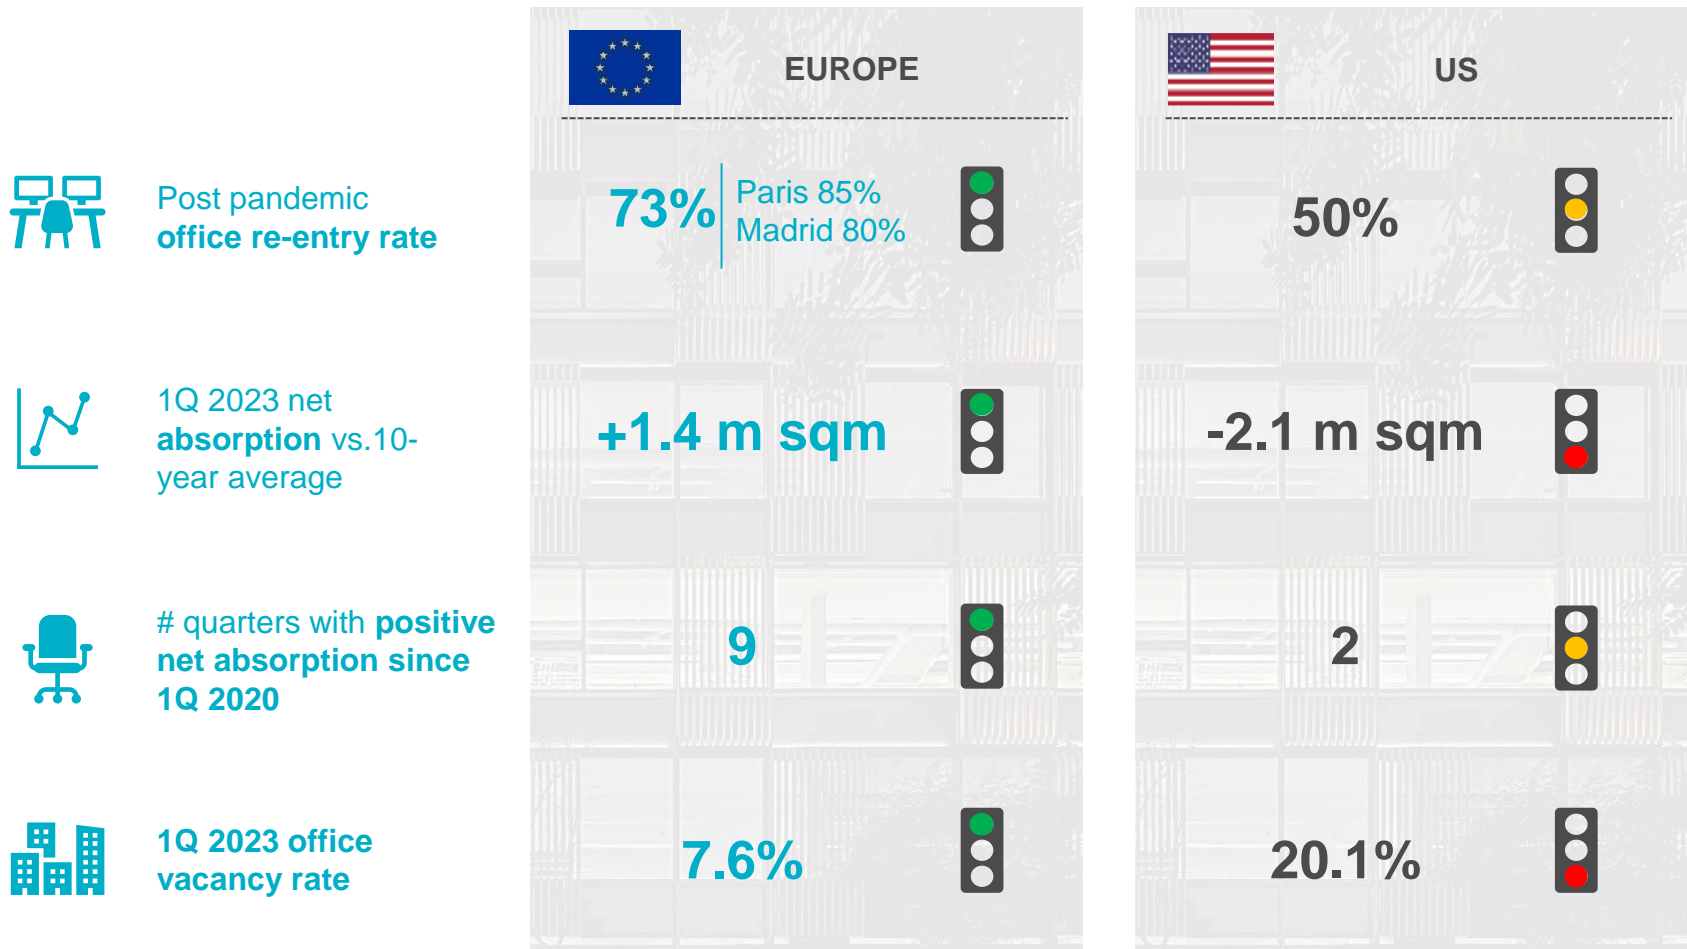 EUROPE
US
Post pandemic
office re-entry rate
73%
Paris 85%
Madrid 80%
50%
1Q 2023 net
absorption vs.10-
year average
+1.4 m sqm
-2.1 m sqm
# quarters with positive
net absorption since
1Q 2020
9
2
1Q 2023 office
vacancy rate
7.6%
20.1%